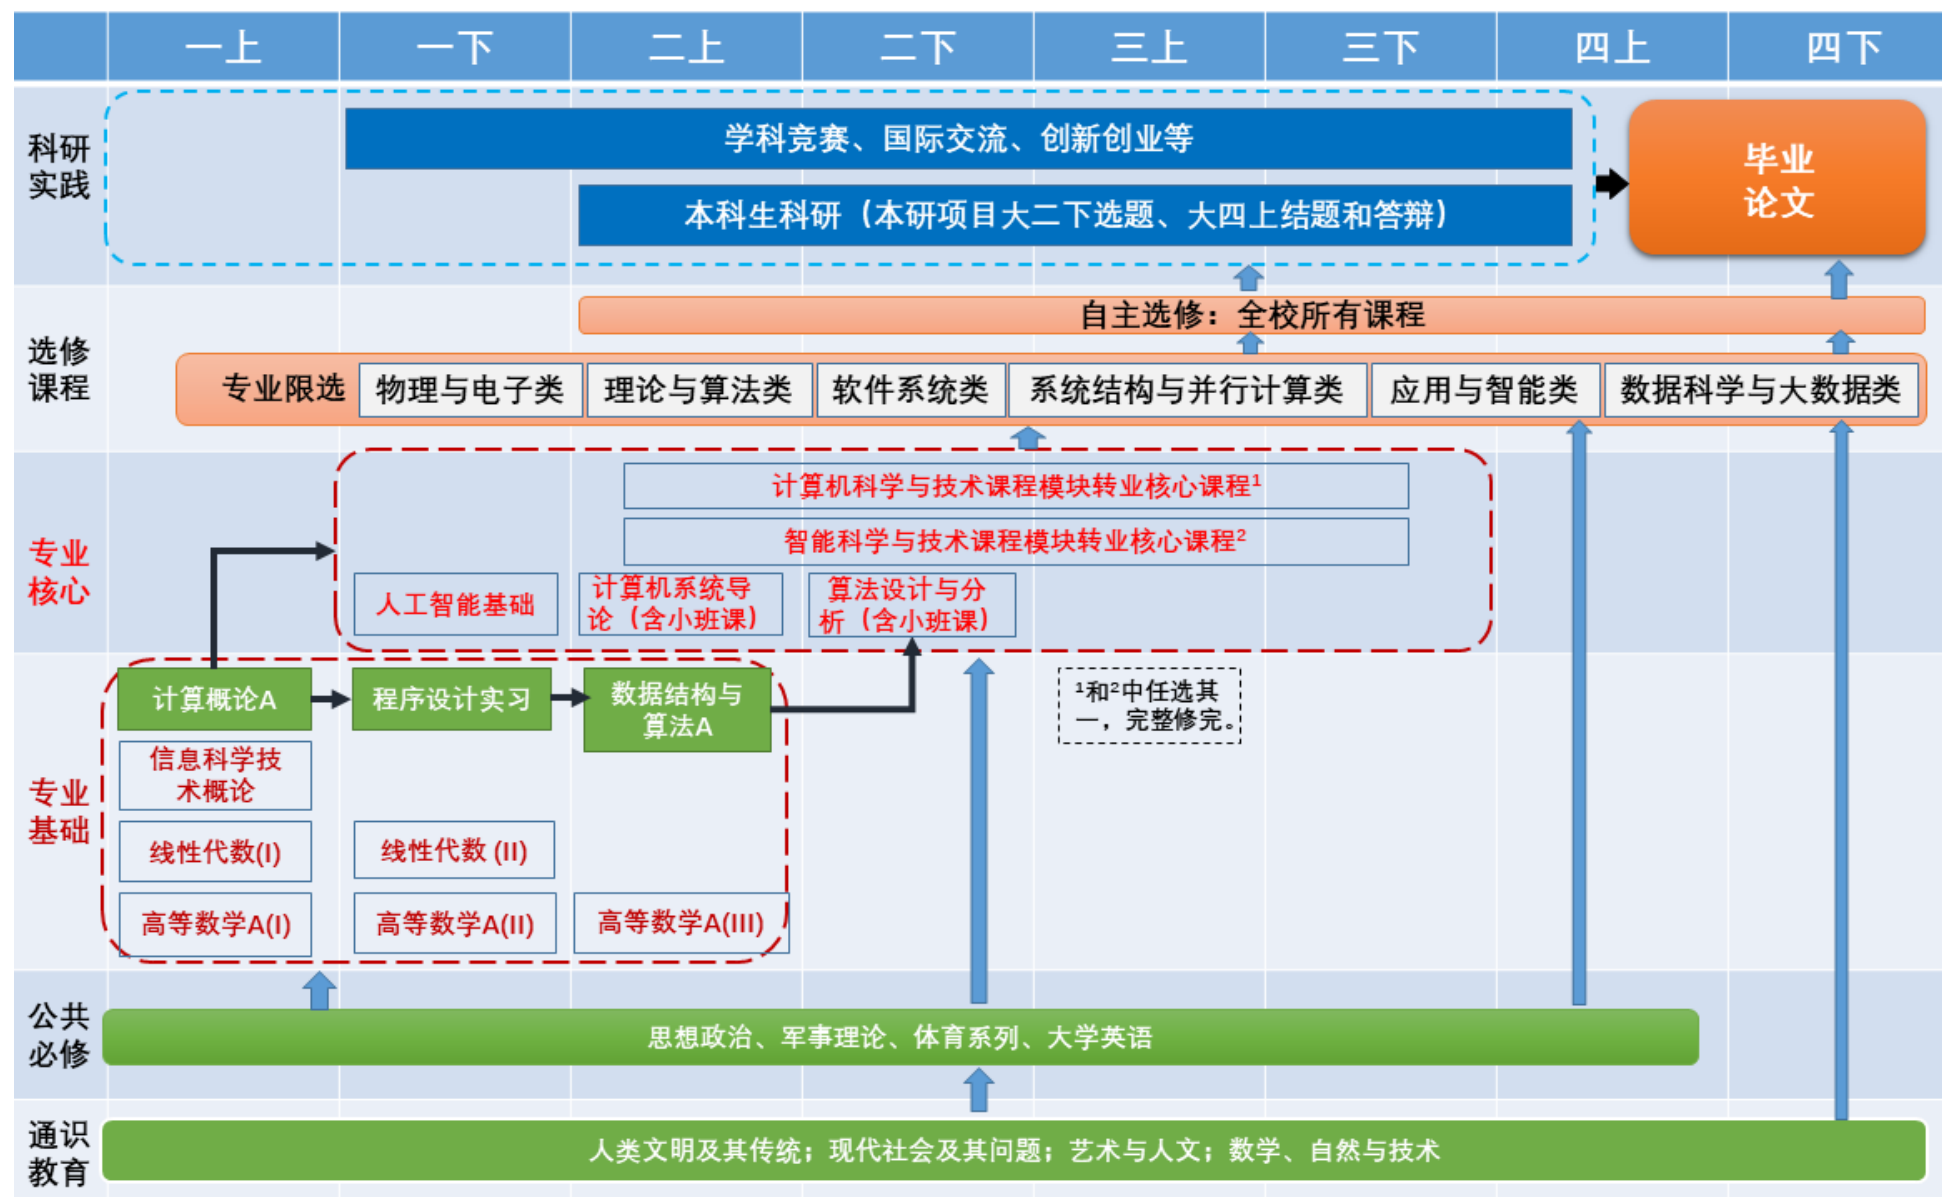 一上
一下
二上
二下
三上
三下
四上
四下
科研
实践
学科竞赛、国际交流、创新创业等
本科生科研（本研项目大二下选题、大四上结题和答辩）
毕业
论文
选修
课程
自主选修：全校所有课程
专业限选
物理与电子类
理论与算法类
软件系统类
系统结构与并行计算类
应用与智能类
数据科学与大数据类
专业
核心
计算机科学与技术课程模块转业核心课程¹
智能科学与技术课程模块转业核心课程²
人工智能基础
计算机系统导
论（含小班课）
算法设计与分
析（含小班课）
专业
基础
计算概论A
程序设计实习
数据结构与
算法A
¹和²中任选其
一，完整修完。
信息科学技
术概论
线性代数(I)
线性代数 (II)
高等数学A(I)
高等数学A(II)
高等数学A(III)
公共
必修
思想政治、军事理论、体育系列、大学英语
通识
教育
人类文明及其传统；现代社会及其问题；艺术与人文；数学、自然与技术